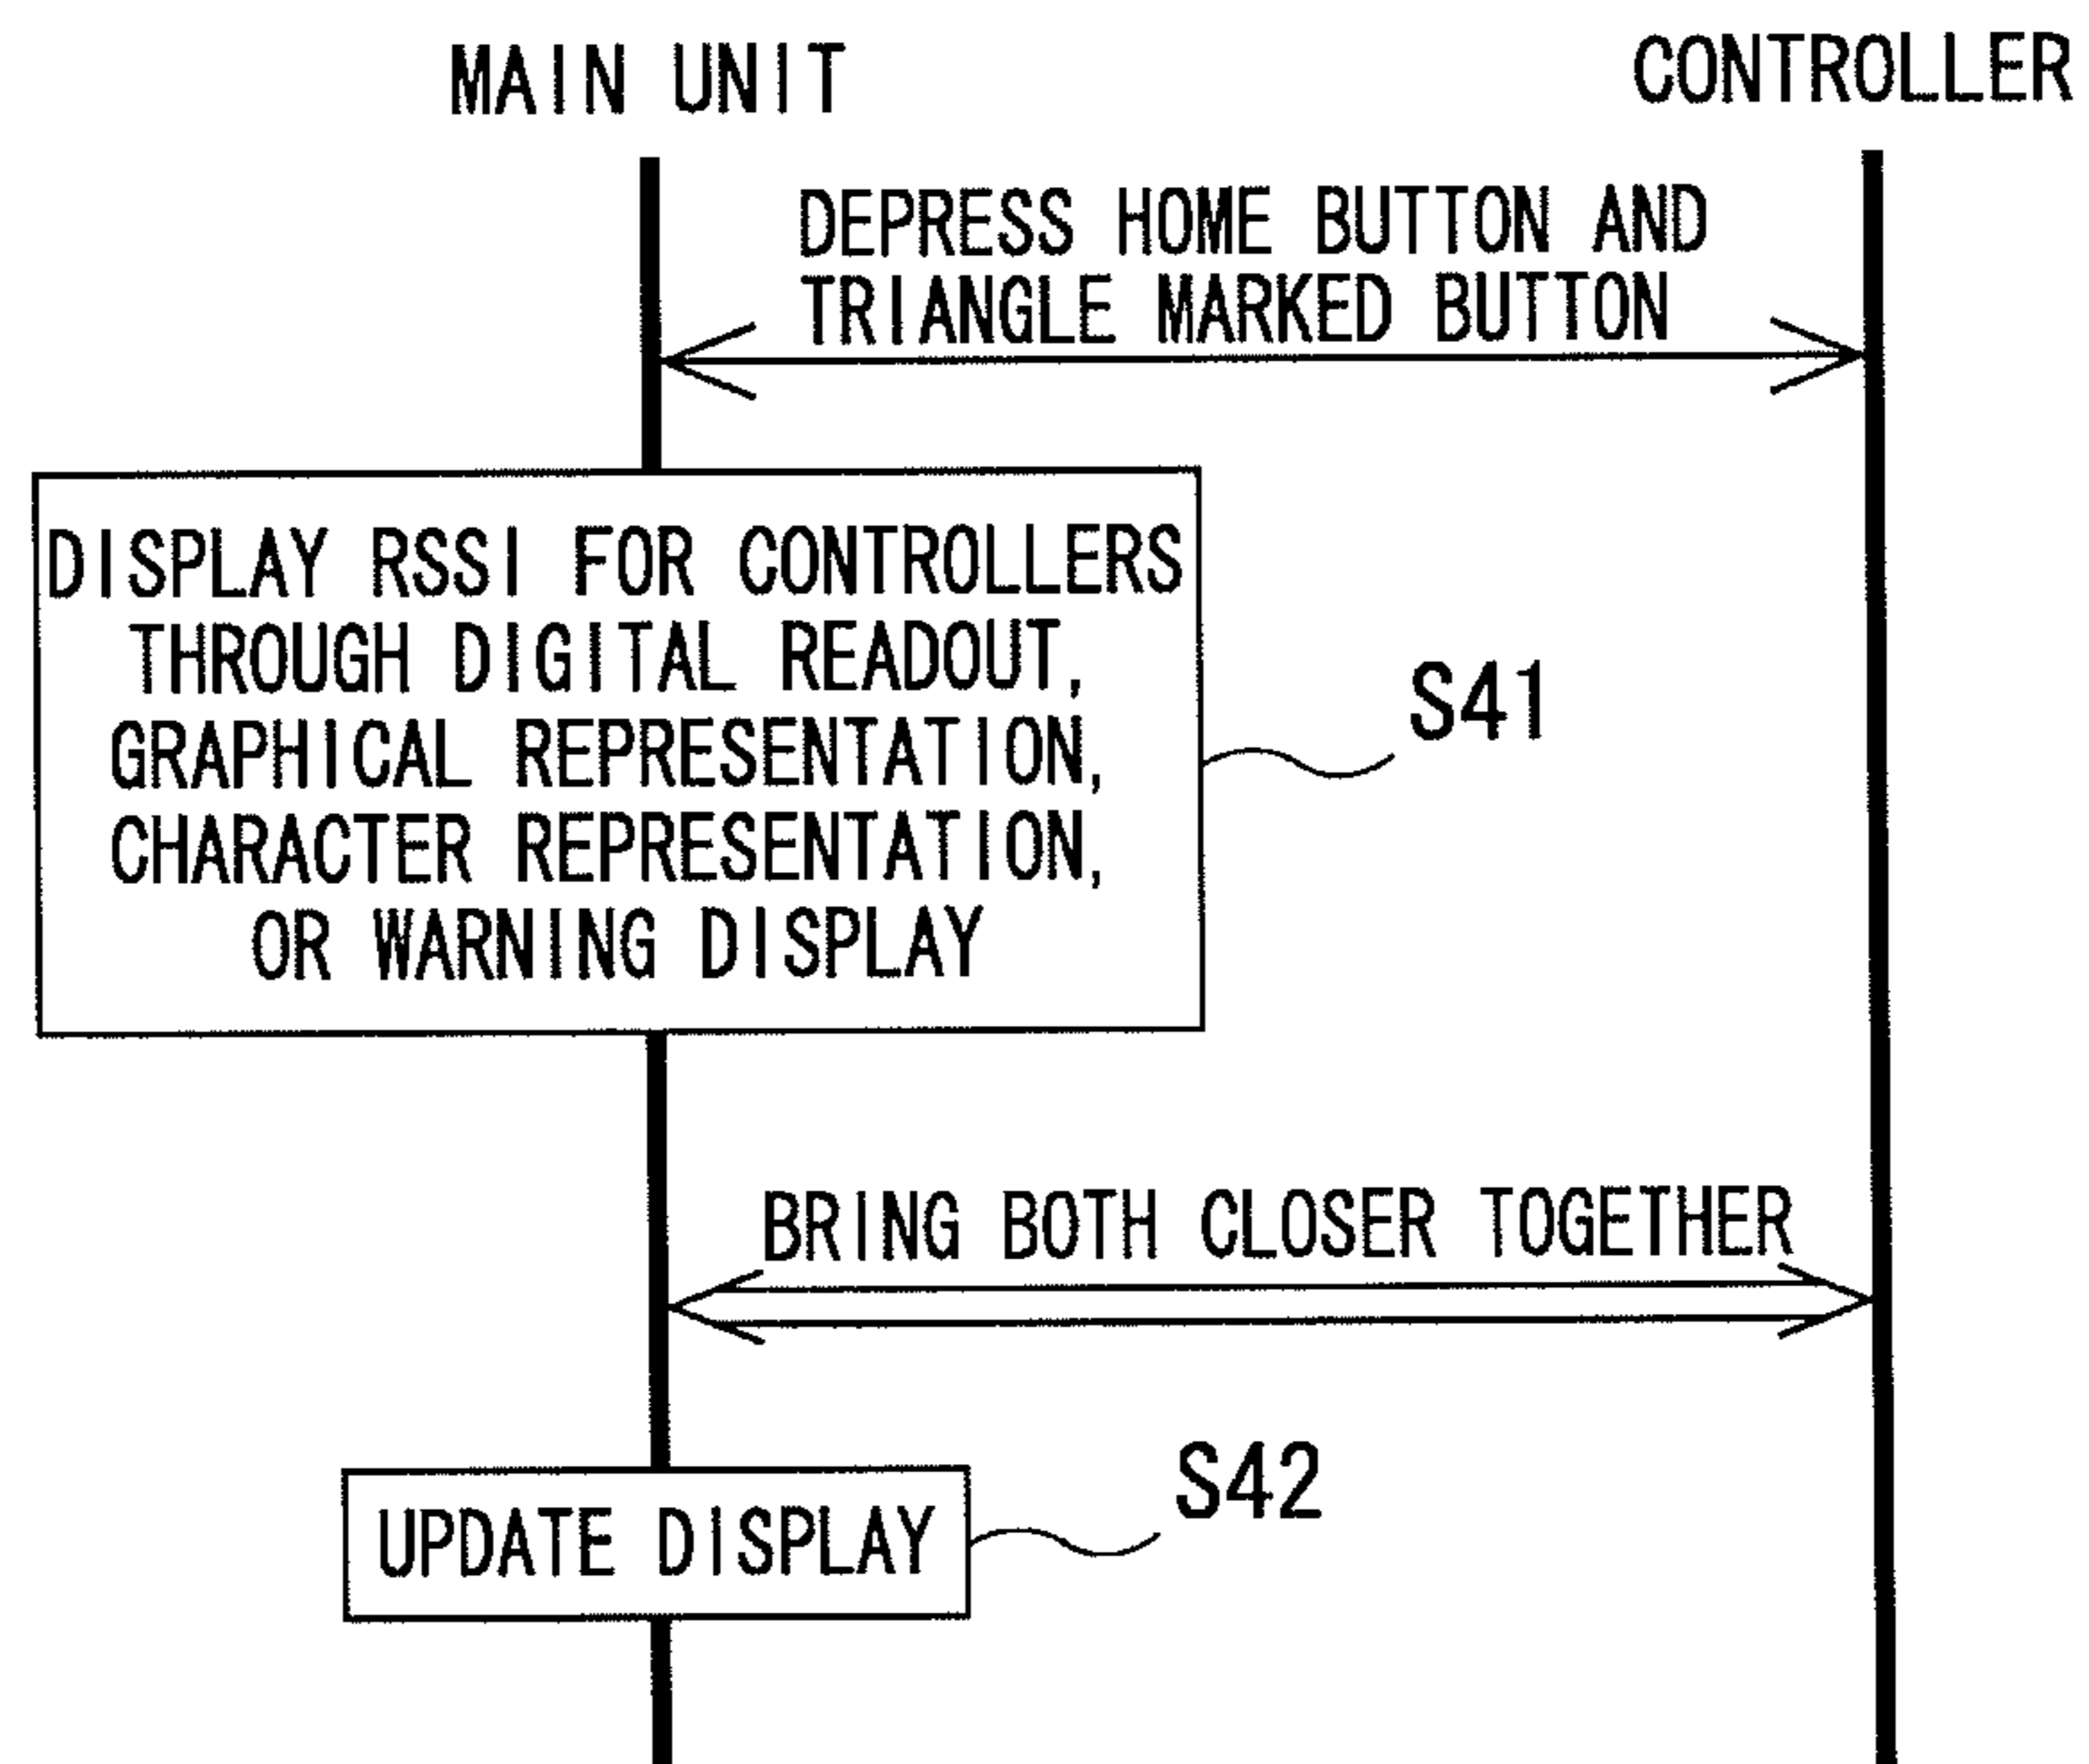 MAIN UNIT
CONTROLLER
DEPRESS HOME BUTTON AND
TRIANGLE MARKED BUTTON
DISPLAY RSSI FOR CONTROLLERS
THROUGH DIGITAL READOUT,
GRAPHICAL REPRESENTATION,
CHARACTER REPRESENTATION,
OR WARNING DISPLAY
S41
BRING BOTH CLOSER TOGETHER
UPDATE DISPLAY
S42